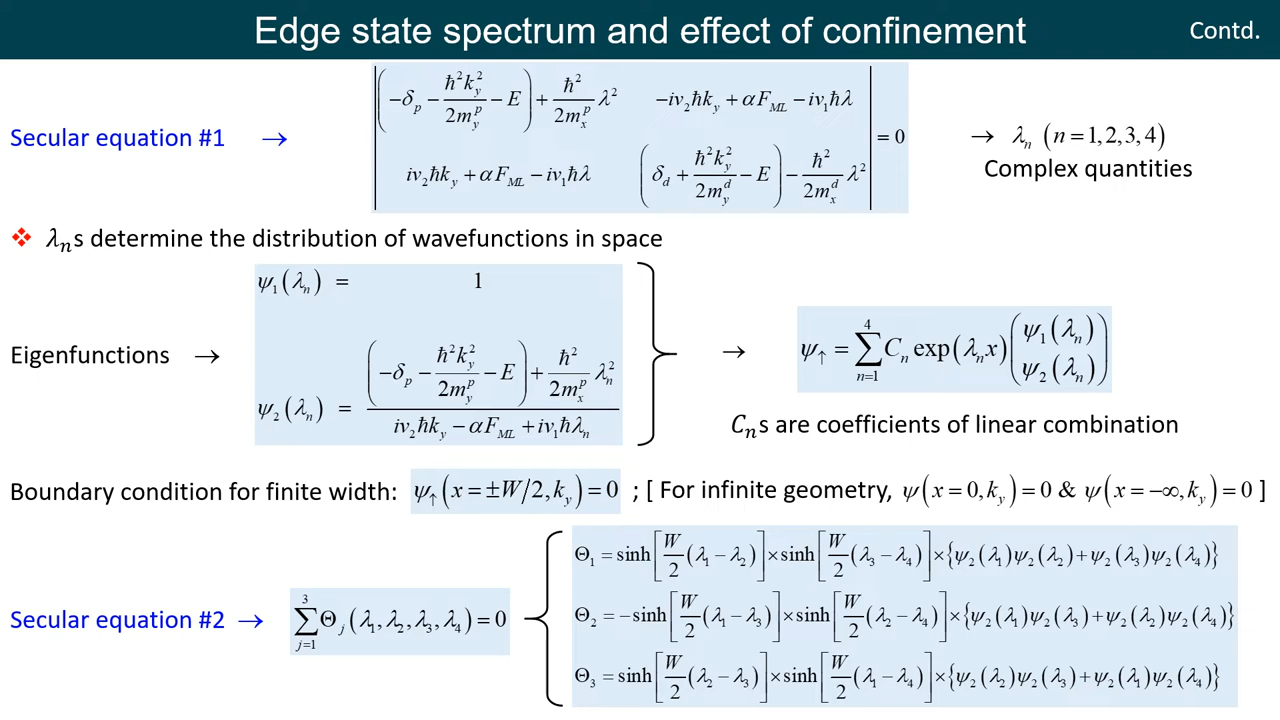 Edge state spectrum and effect of confinement
Contd.
Secular equation #1 → | (−δ_p − ℏ²k_y²/2m_y^p − E) + ℏ²/2m_x^p λ²   −iv₂ℏk_y + αF_ML − iv₁ℏλ |
| iv₂ℏk_y + αF_ML − iv₁ℏλ   (δ_d + ℏ²k_y²/2m_y^d − E) − ℏ²/2m_x^d λ² | = 0
→ λ_n (n = 1, 2, 3, 4)
Complex quantities
❖ λ_n s determine the distribution of wavefunctions in space
Eigenfunctions →
ψ₁(λ_n) = 1
ψ₂(λ_n) = ((−δ_p − ℏ²k_y²/2m_y^p − E) + ℏ²/2m_x^p λ_n²) / (iv₂ℏk_y − αF_ML + iv₁ℏλ_n)
→ ψ_↑ = ∑_{n=1}^{4} C_n exp(λ_n x) (ψ₁(λ_n) ψ₂(λ_n))
C_n s are coefficients of linear combination
Boundary condition for finite width: ψ_↑(x = ±W/2, k_y) = 0 ; [ For infinite geometry, ψ(x = 0, k_y) = 0 & ψ(x = −∞, k_y) = 0 ]
Secular equation #2 → ∑_{j=1}^{3} Θ_j (λ₁, λ₂, λ₃, λ₄) = 0
Θ₁ = sinh[W/2 (λ₁ − λ₂)] × sinh[W/2 (λ₃ − λ₄)] × {ψ₂(λ₁)ψ₂(λ₂) + ψ₂(λ₃)ψ₂(λ₄)}
Θ₂ = −sinh[W/2 (λ₁ − λ₃)] × sinh[W/2 (λ₂ − λ₄)] × {ψ₂(λ₁)ψ₂(λ₃) + ψ₂(λ₂)ψ₂(λ₄)}
Θ₃ = sinh[W/2 (λ₂ − λ₃)] × sinh[W/2 (λ₁ − λ₄)] × {ψ₂(λ₂)ψ₂(λ₃) + ψ₂(λ₁)ψ₂(λ₄)}